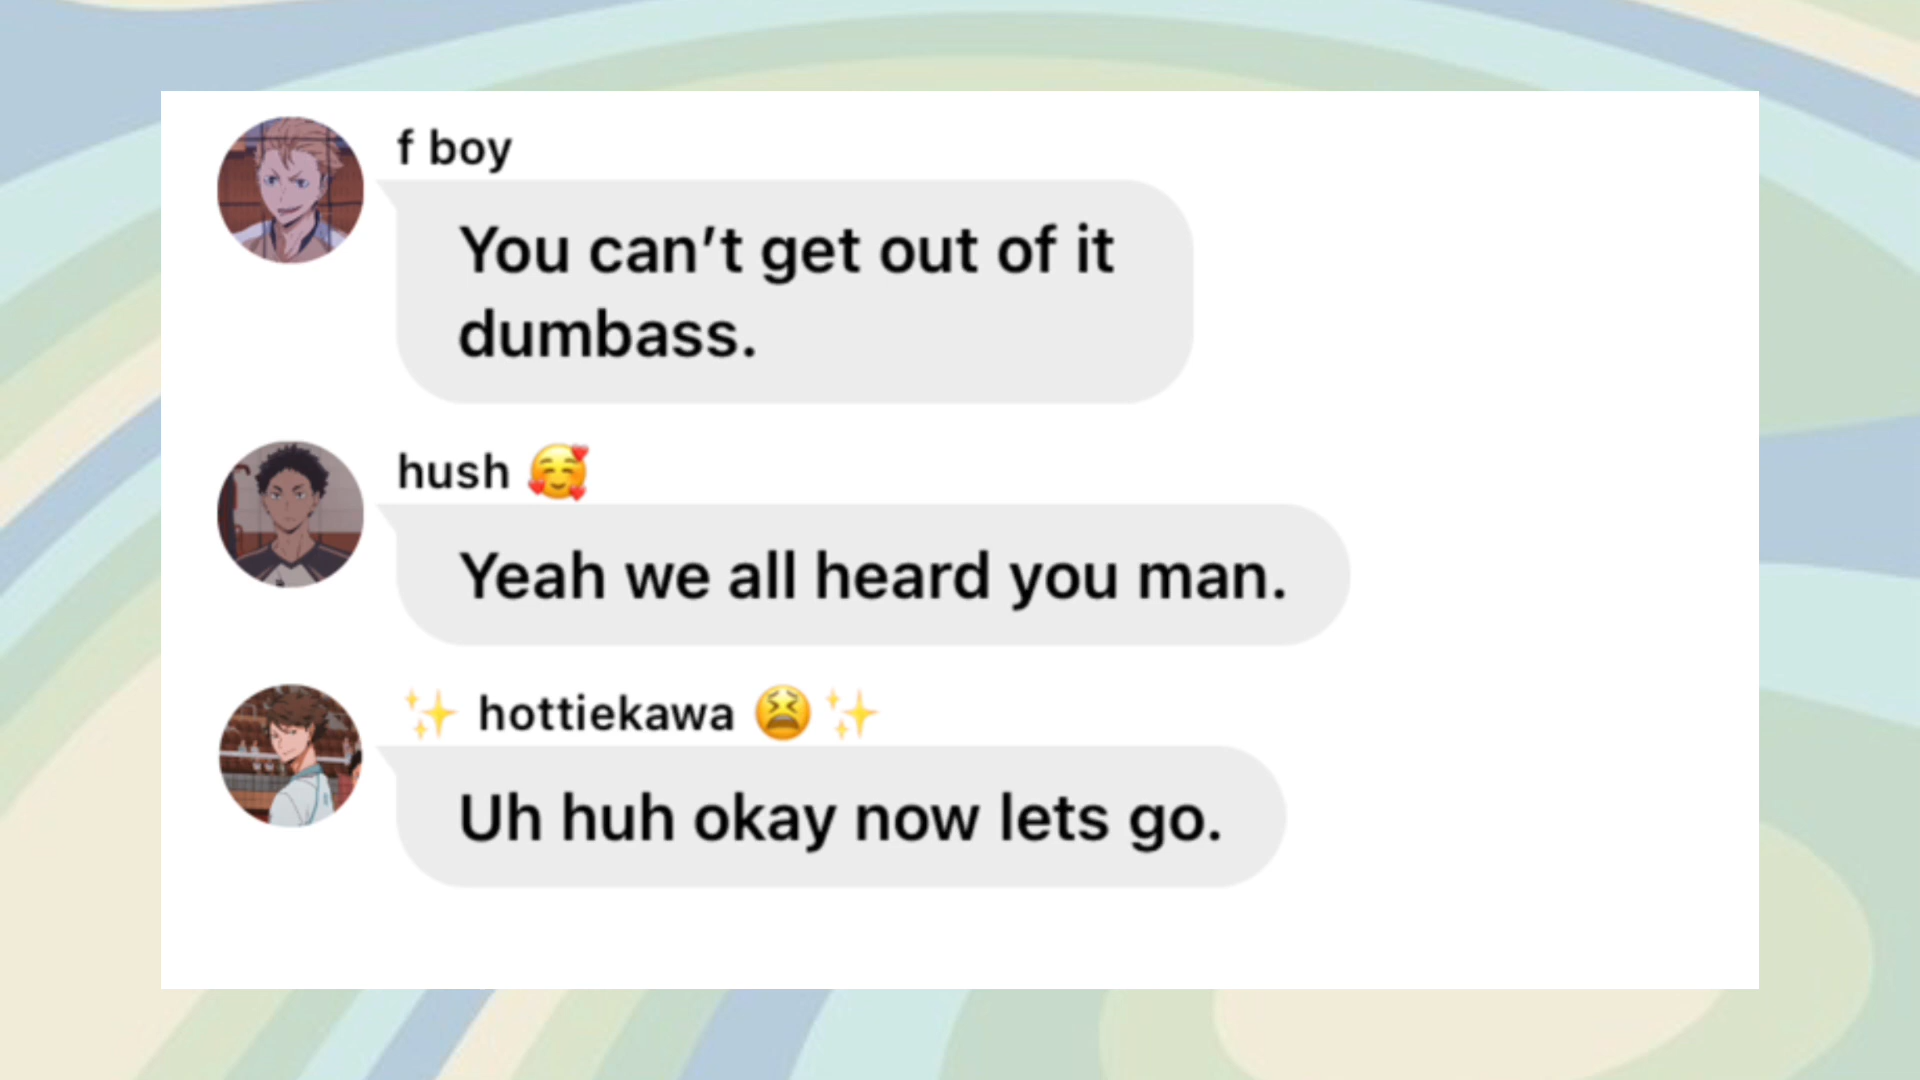 f boy
You can’t get out of it
dumbass.
hush 🥰
Yeah we all heard you man.
✨ hottiekawa 😫✨
Uh huh okay now lets go.